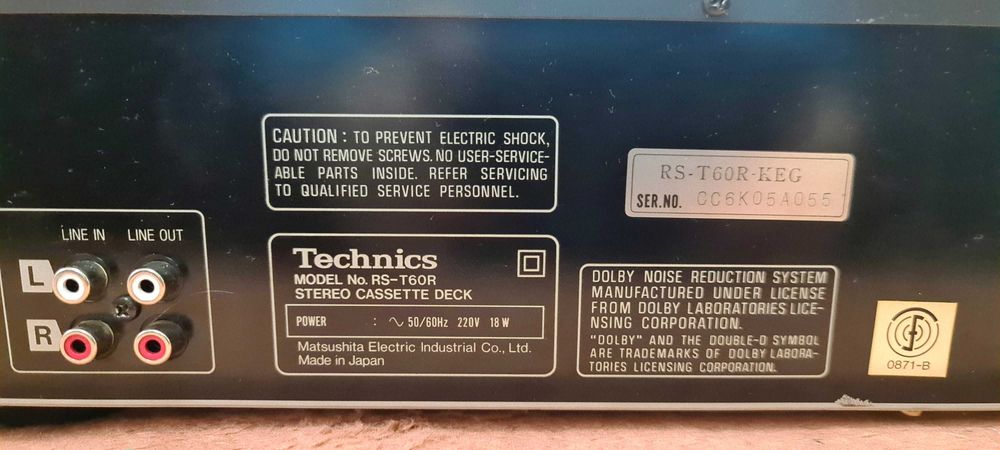 CAUTION : TO PREVENT ELECTRIC SHOCK,
DO NOT REMOVE SCREWS. NO USER-SERVICE-
ABLE PARTS INSIDE. REFER SERVICING
TO QUALIFIED SERVICE PERSONNEL.
RS-T60R-KEG
SER.NO. CC6K05A055
LINE IN LINE OUT
L
R
Technics
MODEL No. RS-T60R
STEREO CASSETTE DECK
POWER : ∿ 50/60Hz 220V 18W
Matsushita Electric Industrial Co., Ltd.
Made in Japan
DOLBY NOISE REDUCTION SYSTEM
MANUFACTURED UNDER LICENSE
FROM DOLBY LABORATORIES LICE-
NSING CORPORATION.
"DOLBY" AND THE DOUBLE-D SYMBOL
ARE TRADEMARKS OF DOLBY LABORA-
TORIES LICENSING CORPORATION.
0871-B